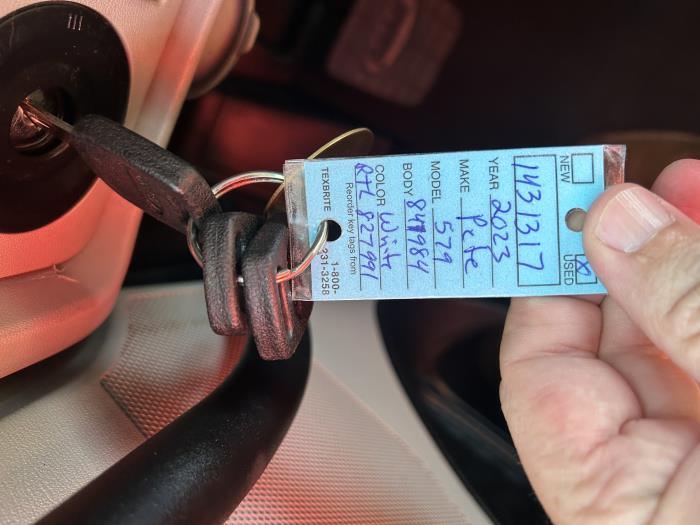 NEW USED X
1431317
YEAR 2023
MAKE Pete
MODEL 579
BODY 849984
COLOR White
827991
Reorder key tags from
TEXBRITE 1-800-
231-3258